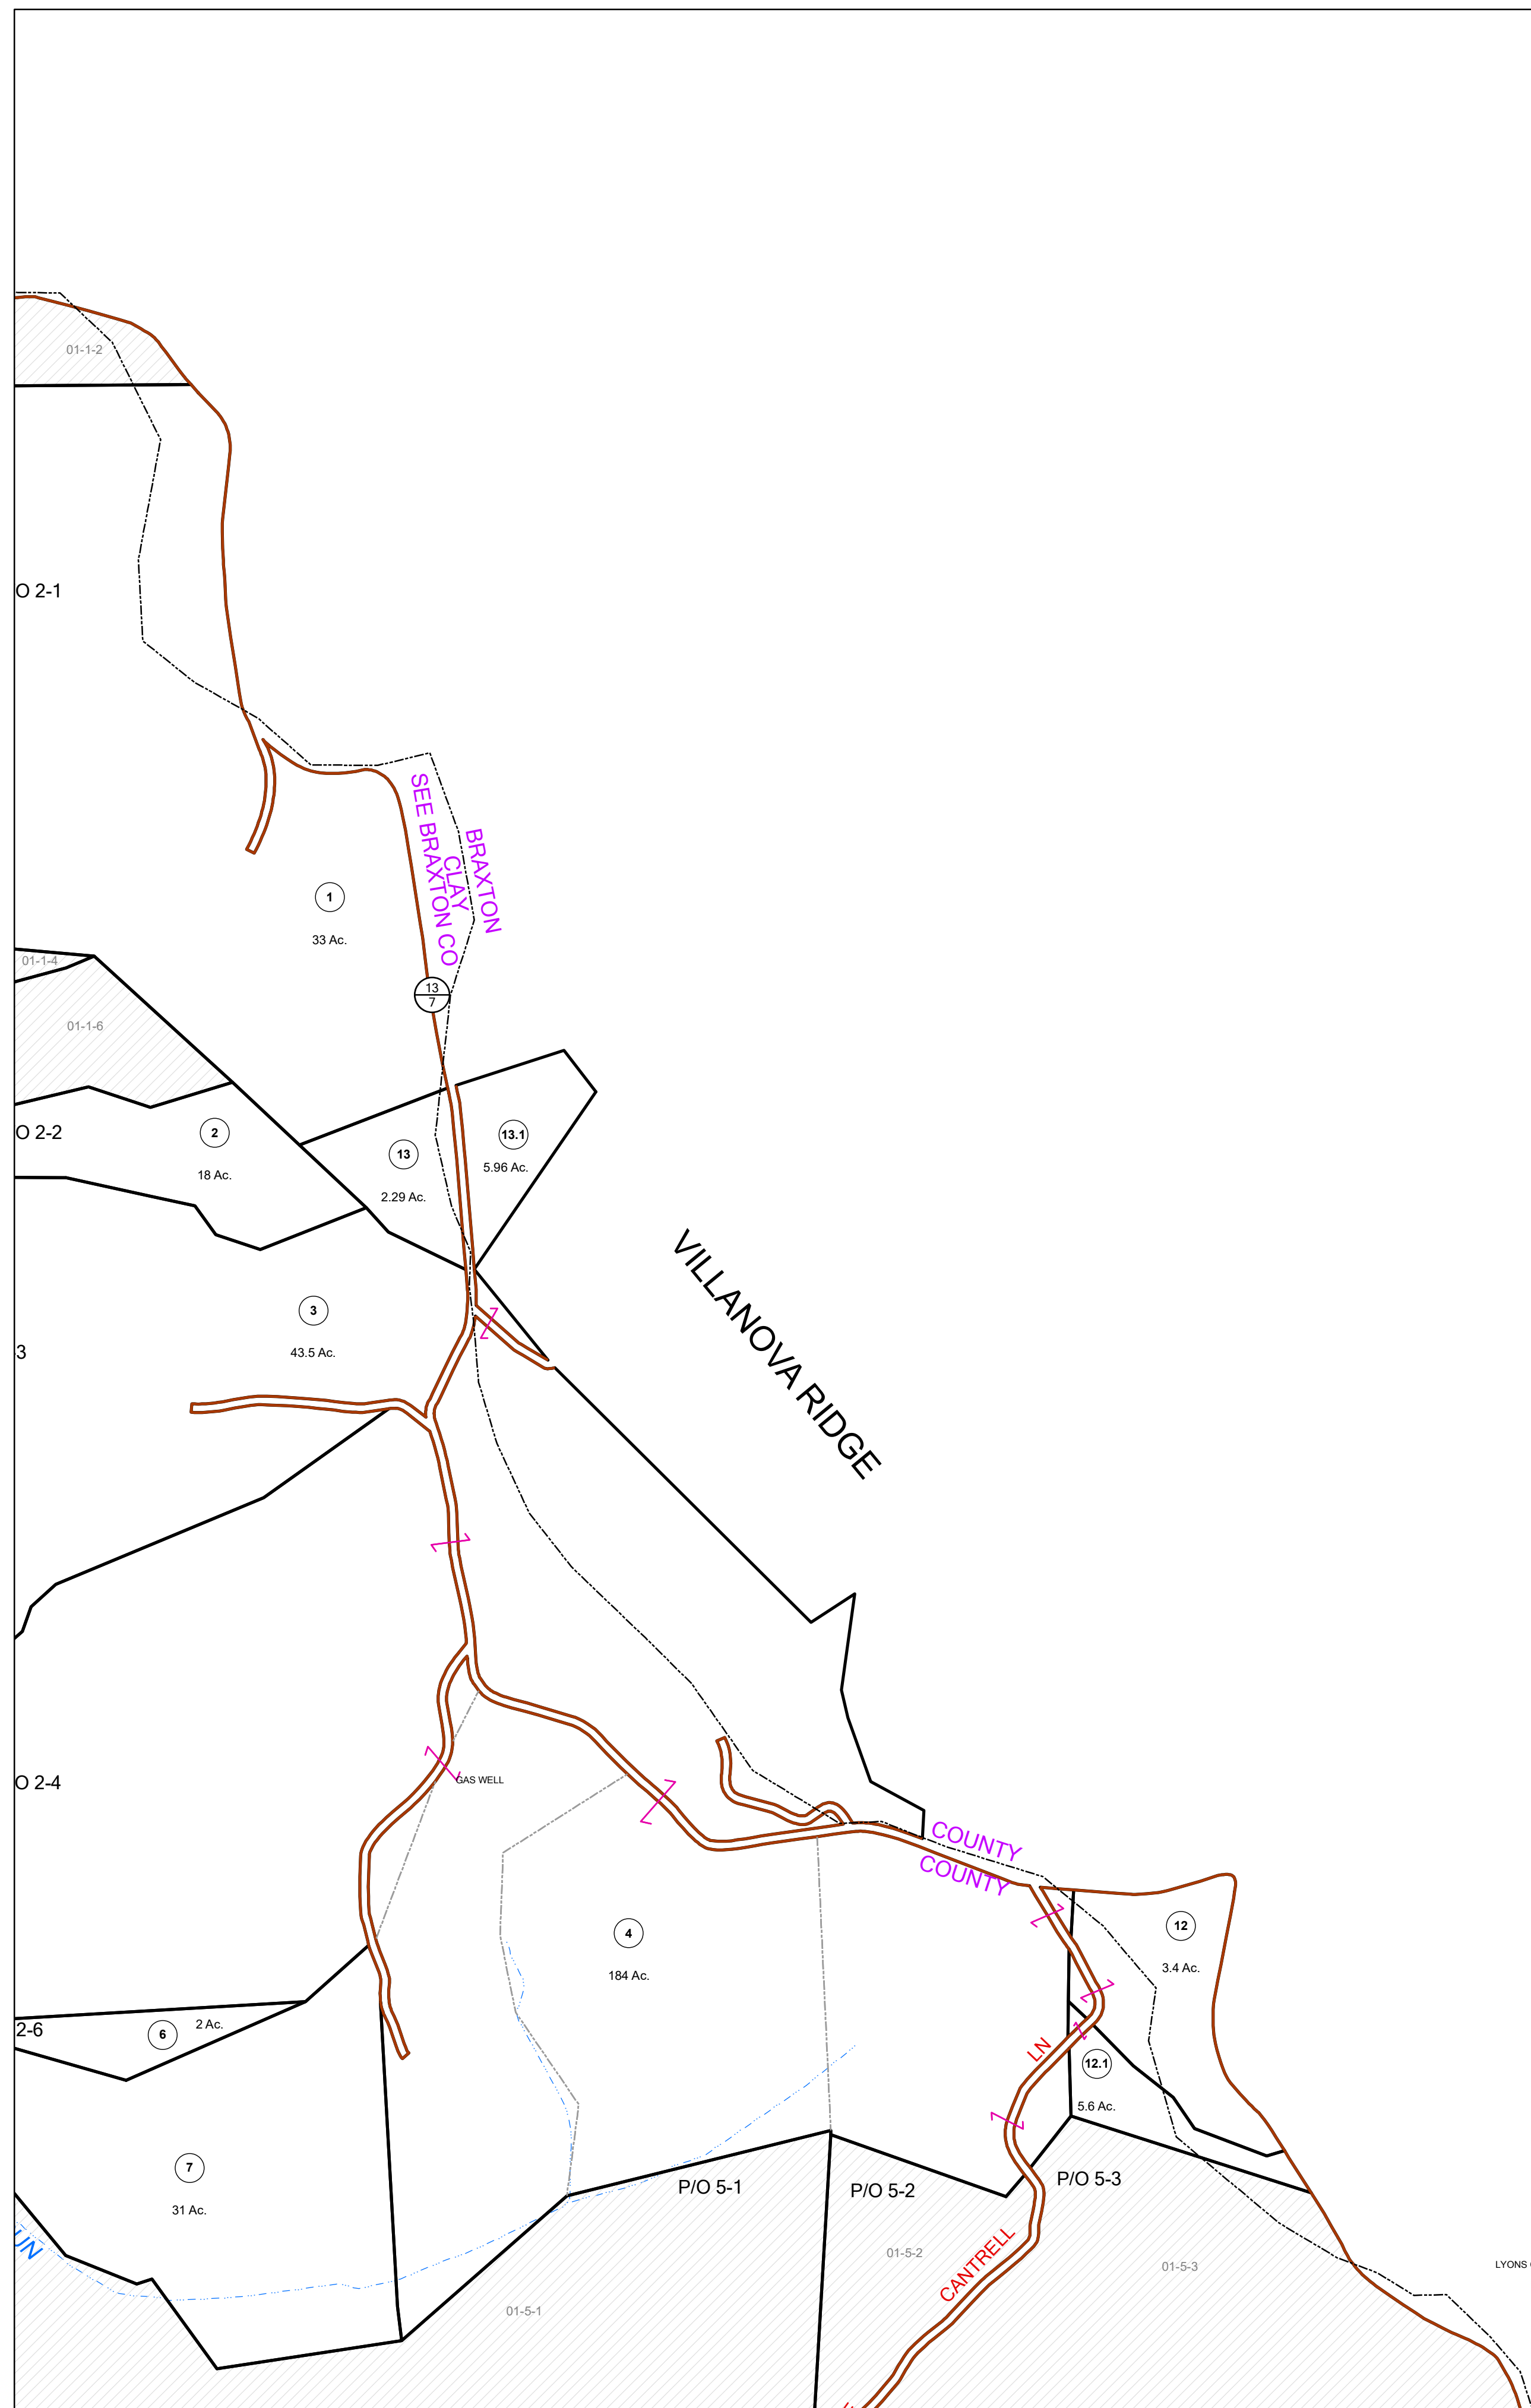 01-1-2
O 2-1
SEE BRAXTON CO
CLAY
BRAXTON
1
33 Ac.
01-1-4
13
7
01-1-6
O 2-2
2
18 Ac.
13
2.29 Ac.
13.1
5.96 Ac.
VILLANOVA RIDGE
3
43.5 Ac.
3
GAS WELL
O 2-4
COUNTY
COUNTY
4
184 Ac.
12
3.4 Ac.
2-6
6
2 Ac.
LN
12.1
5.6 Ac.
7
31 Ac.
P/O 5-1
P/O 5-2
P/O 5-3
UN
CANTRELL
01-5-2
01-5-3
LYONS
01-5-1